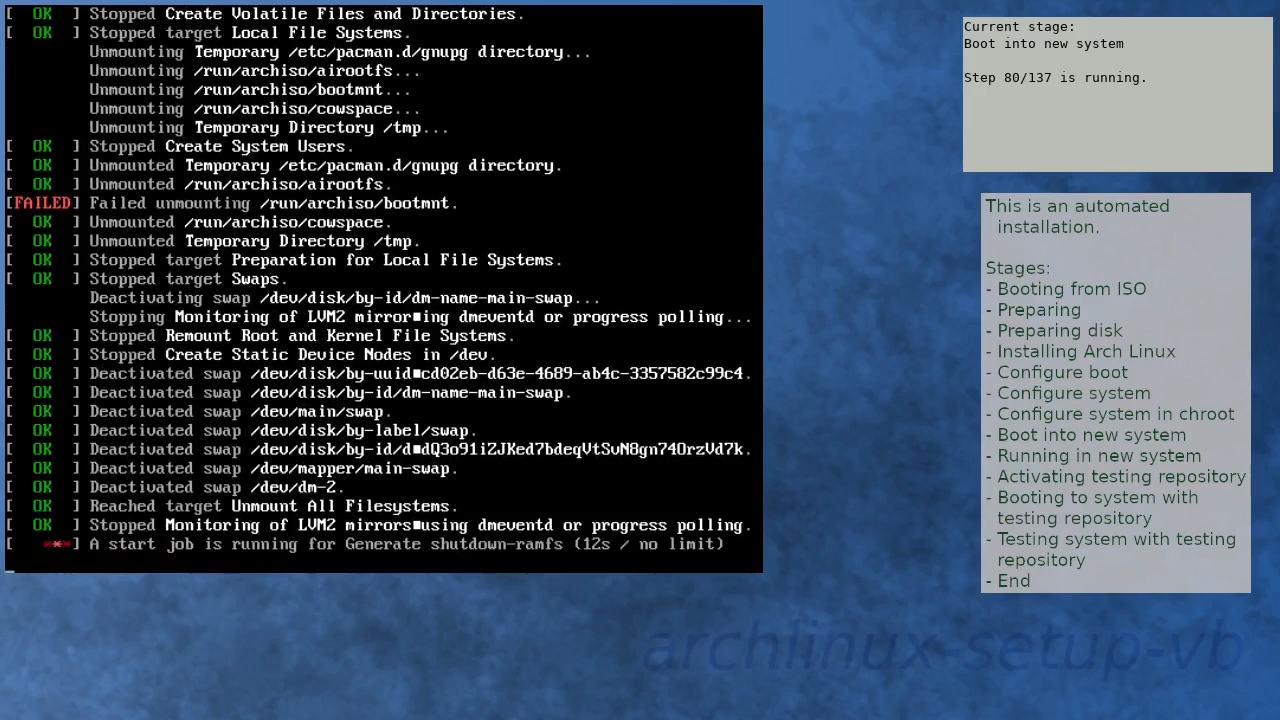 [  OK  ] Stopped Create Volatile Files and Directories.
[  OK  ] Stopped target Local File Systems.
Unmounting Temporary /etc/pacman.d/gnupg directory...
Unmounting /run/archiso/airootfs...
Unmounting /run/archiso/bootmnt...
Unmounting /run/archiso/cowspace...
Unmounting Temporary Directory /tmp...
[  OK  ] Stopped Create System Users.
[  OK  ] Unmounted Temporary /etc/pacman.d/gnupg directory.
[  OK  ] Unmounted /run/archiso/airootfs.
[FAILED] Failed unmounting /run/archiso/bootmnt.
[  OK  ] Unmounted /run/archiso/cowspace.
[  OK  ] Unmounted Temporary Directory /tmp.
[  OK  ] Stopped target Preparation for Local File Systems.
[  OK  ] Stopped target Swaps.
Deactivating swap /dev/disk/by-id/dm-name-main-swap...
Stopping Monitoring of LVM2 mirror■ing dmeventd or progress polling...
[  OK  ] Stopped Remount Root and Kernel File Systems.
[  OK  ] Stopped Create Static Device Nodes in /dev.
[  OK  ] Deactivated swap /dev/disk/by-uuid■cd02eb-d63e-4689-ab4c-3357582c99c4.
[  OK  ] Deactivated swap /dev/disk/by-id/dm-name-main-swap.
[  OK  ] Deactivated swap /dev/main/swap.
[  OK  ] Deactivated swap /dev/disk/by-label/swap.
[  OK  ] Deactivated swap /dev/disk/by-id/d■dQ3o91iZJKed7bdeqVtSvN8gn74OrzVd7k.
[  OK  ] Deactivated swap /dev/mapper/main-swap.
[  OK  ] Deactivated swap /dev/dm-2.
[  OK  ] Reached target Unmount All Filesystems.
[  OK  ] Stopped Monitoring of LVM2 mirrors■using dmeventd or progress polling.
[   ***] A start job is running for Generate shutdown-ramfs (12s / no limit)
Current stage:
Boot into new system
Step 80/137 is running.
This is an automated
installation.
Stages:
- Booting from ISO
- Preparing
- Preparing disk
- Installing Arch Linux
- Configure boot
- Configure system
- Configure system in chroot
- Boot into new system
- Running in new system
- Activating testing repository
- Booting to system with
testing repository
- Testing system with testing
repository
- End
archlinux-setup-vb